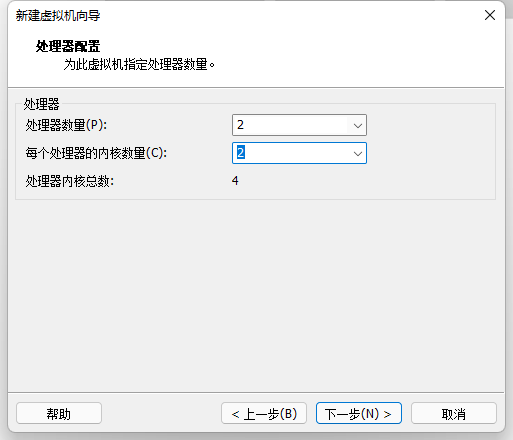 新建虚拟机向导
处理器配置
为此虚拟机指定处理器数量。
处理器
处理器数量(P): 2
每个处理器的内核数量(C): 2
处理器内核总数: 4
帮助 < 上一步(B) 下一步(N) > 取消